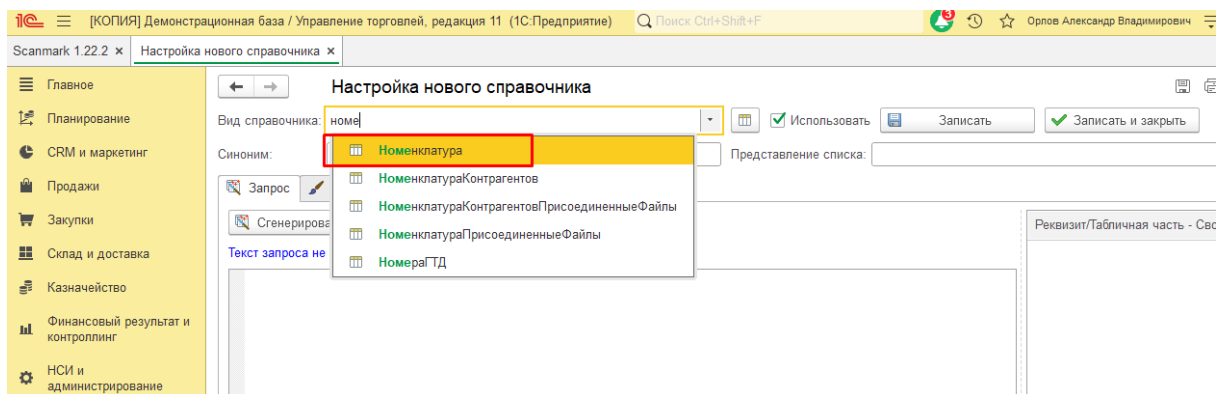 1С [КОПИЯ] Демонстрационная база / Управление торговлей, редакция 11 (1С:Предприятие) Поиск Ctrl+Shift+F 3 Орлов Александр Владимирович
Scanmark 1.22.2 × Настройка нового справочника ×
Главное
Настройка нового справочника
Планирование
Вид справочника: номе
Использовать
Записать
Записать и закрыть
CRM и маркетинг
Синоним:
Номенклатура
Представление списка:
Продажи
Запрос
НоменклатураКонтрагентов
НоменклатураКонтрагентовПрисоединенныеФайлы
Закупки
Сгенерирова
Реквизит/Табличная часть - Сво
НоменклатураПрисоединенныеФайлы
Склад и доставка
Текст запроса не
НомераГТД
Казначейство
Финансовый результат и
контроллинг
НСИ и
администрирование